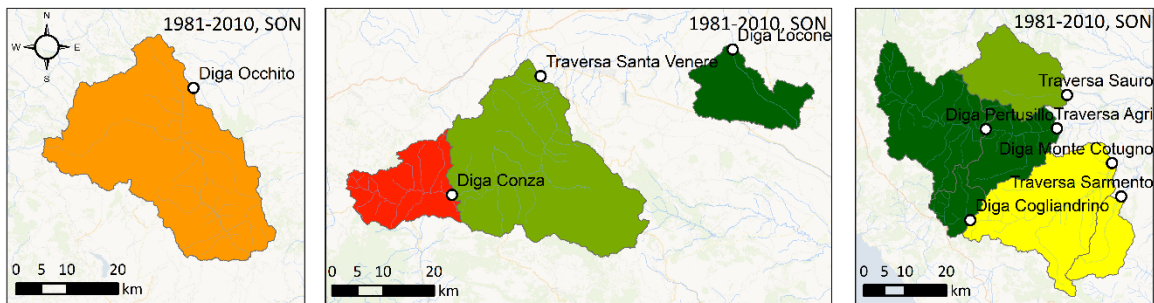 1981-2010, SON
N
W E
S
Diga Occhito
0 5 10 20
km
1981-2010, SON
Diga Locone
Traversa Santa Venere
Diga Conza
0 5 10 20
km
1981-2010, SON
Traversa Sauro
Diga Pertusillo
Traversa Agri
Diga Monte Cotugno
Traversa Sarmento
Diga Cogliandrino
0 5 10 20
km